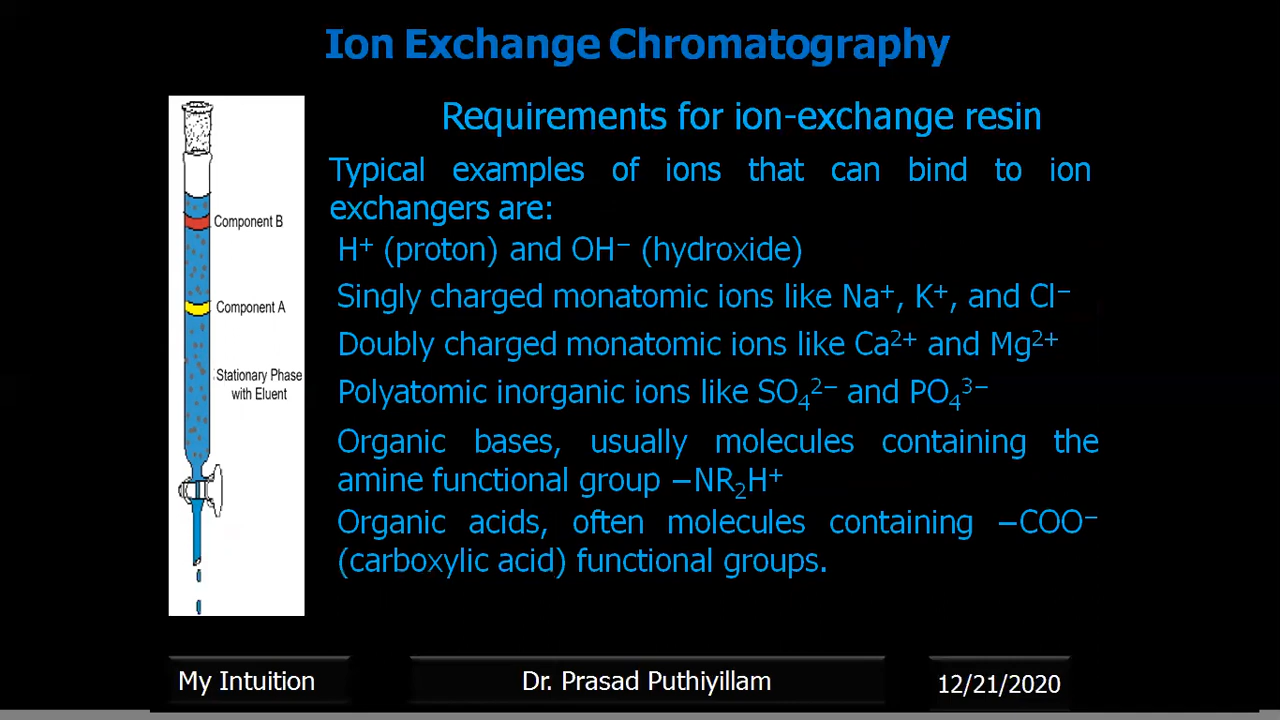 Ion Exchange Chromatography
Requirements for ion-exchange resin
Typical examples of ions that can bind to ion
exchangers are:
H⁺ (proton) and OH⁻ (hydroxide)
Singly charged monatomic ions like Na⁺, K⁺, and Cl⁻
Doubly charged monatomic ions like Ca²⁺ and Mg²⁺
Polyatomic inorganic ions like SO₄²⁻ and PO₄³⁻
Organic bases, usually molecules containing the
amine functional group −NR₂H⁺
Organic acids, often molecules containing −COO⁻
(carboxylic acid) functional groups.
Component B
Component A
Stationary Phase
with Eluent
My Intuition
Dr. Prasad Puthiyillam
12/21/2020